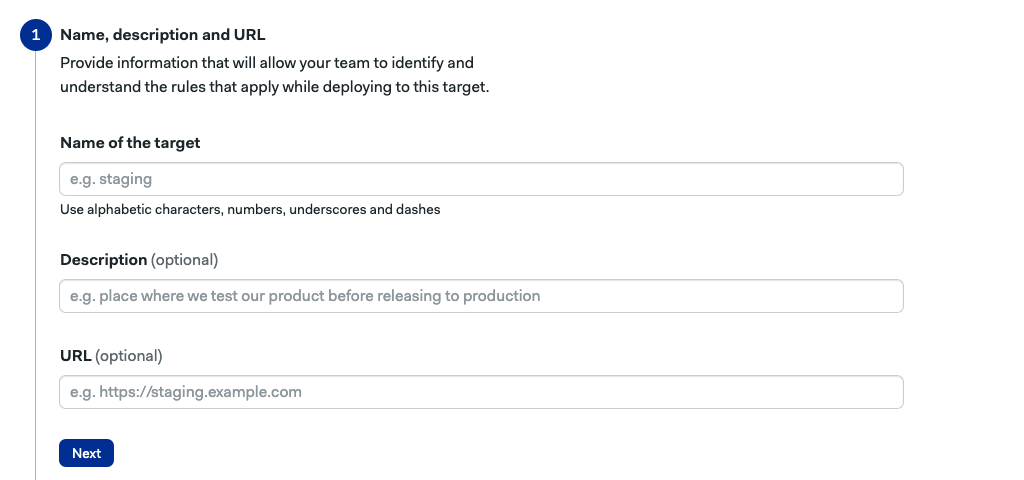 1
Name, description and URL
Provide information that will allow your team to identify and
understand the rules that apply while deploying to this target.
Name of the target
e.g. staging
Use alphabetic characters, numbers, underscores and dashes
Description (optional)
e.g. place where we test our product before releasing to production
URL (optional)
e.g. https://staging.example.com
Next